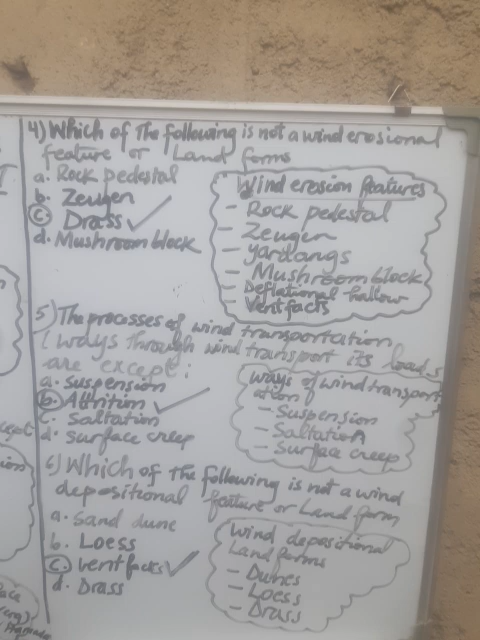 4) Which of The following is not a wind erosional
feature or Land forms
a. Rock pedestal
b. Zeugen
c. Drass ✓
d. Mushroom block
Wind erosion features
- Rock pedestal
- Zeugen
- yardangs
- Mushroom block
- Deflational hallow
- Ventfacts
5) The processes of wind transportation
(ways through wind transport its loads
are except:
a. suspension
b. Attrition ✓
c. Saltation
d. surface creep
ways of wind transport
ation
- Suspension
- Saltation
- Surface creep
6) Which of The following is not a wind
depositional feature or Land form
a. Sand dune
b. Loess
c. ventfacts ✓
d. Drass
Wind depositional
Land forms
- Dunes
- Loess
- Drass